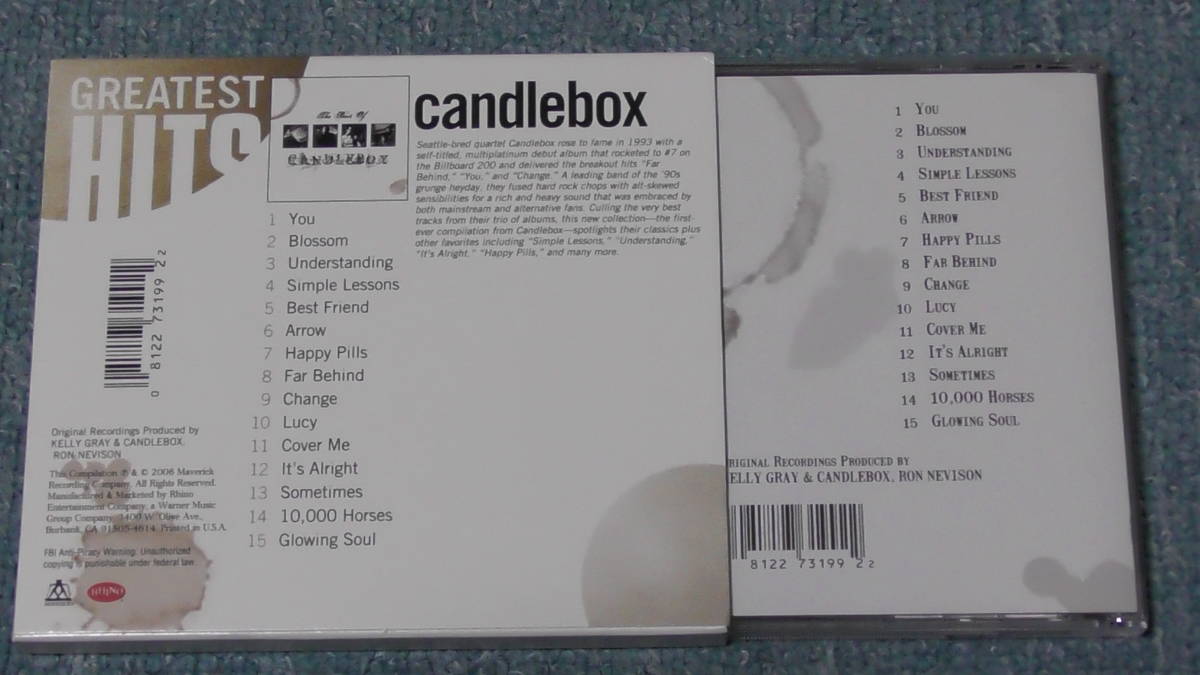 GREATEST
HITS
The Best Of
CANDLEBOX
candlebox
Seattle-bred quartet Candlebox rose to fame in 1993 with a
self-titled, multiplatinum debut album that rocketed to #7 on
the Billboard 200 and delivered the breakout hits "Far
Behind," "You," and "Change." A leading band of the '90s
grunge heyday, they fused hard rock chops with alt-skewed
sensibilities for a rich and heavy sound that was embraced by
both mainstream and alternative fans. Culling the very best
tracks from their trio of albums, this new collection—the first-
ever compilation from Candlebox—spotlights their classics plus
other favorites including "Simple Lessons," "Understanding,"
"It's Alright," "Happy Pills," and many more.
1 You
2 Blossom
3 Understanding
4 Simple Lessons
5 Best Friend
6 Arrow
7 Happy Pills
8 Far Behind
9 Change
10 Lucy
11 Cover Me
12 It's Alright
13 Sometimes
14 10,000 Horses
15 Glowing Soul
0 8122 73199 2 2
Original Recordings Produced by
KELLY GRAY & CANDLEBOX,
RON NEVISON
This Compilation ℗ & © 2006 Maverick
Recording Company. All Rights Reserved.
Manufactured & Marketed by Rhino
Entertainment Company, a Warner Music
Group Company, 3400 W. Olive Ave.,
Burbank, CA 91505-4614. Printed in U.S.A.
FBI Anti-Piracy Warning: Unauthorized
copying is punishable under federal law.
RHINO
1 You
2 Blossom
3 Understanding
4 Simple Lessons
5 Best Friend
6 Arrow
7 Happy Pills
8 Far Behind
9 Change
10 Lucy
11 Cover Me
12 It's Alright
13 Sometimes
14 10,000 Horses
15 Glowing Soul
riginal Recordings Produced by
elly Gray & Candlebox, Ron Nevison
8122 73199 2 2